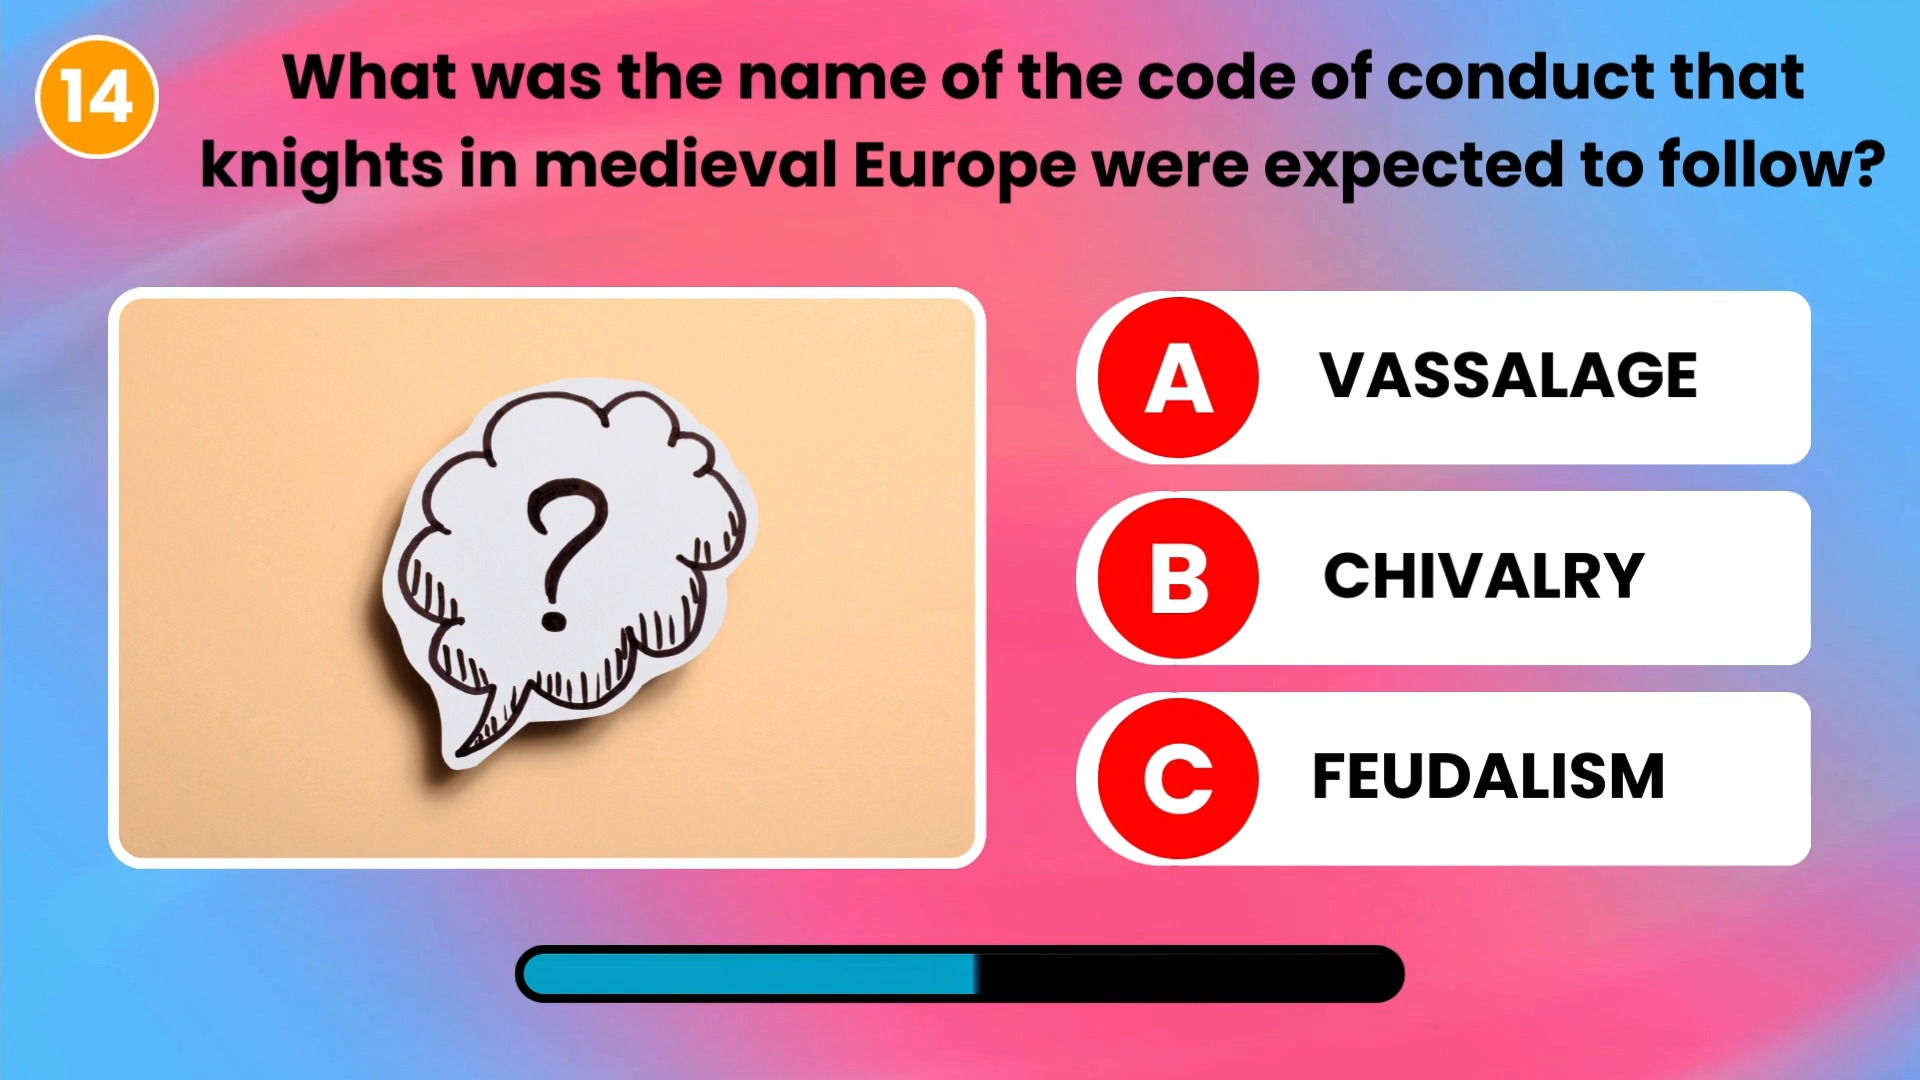 14
What was the name of the code of conduct that
knights in medieval Europe were expected to follow?
?
A VASSALAGE
B CHIVALRY
C FEUDALISM